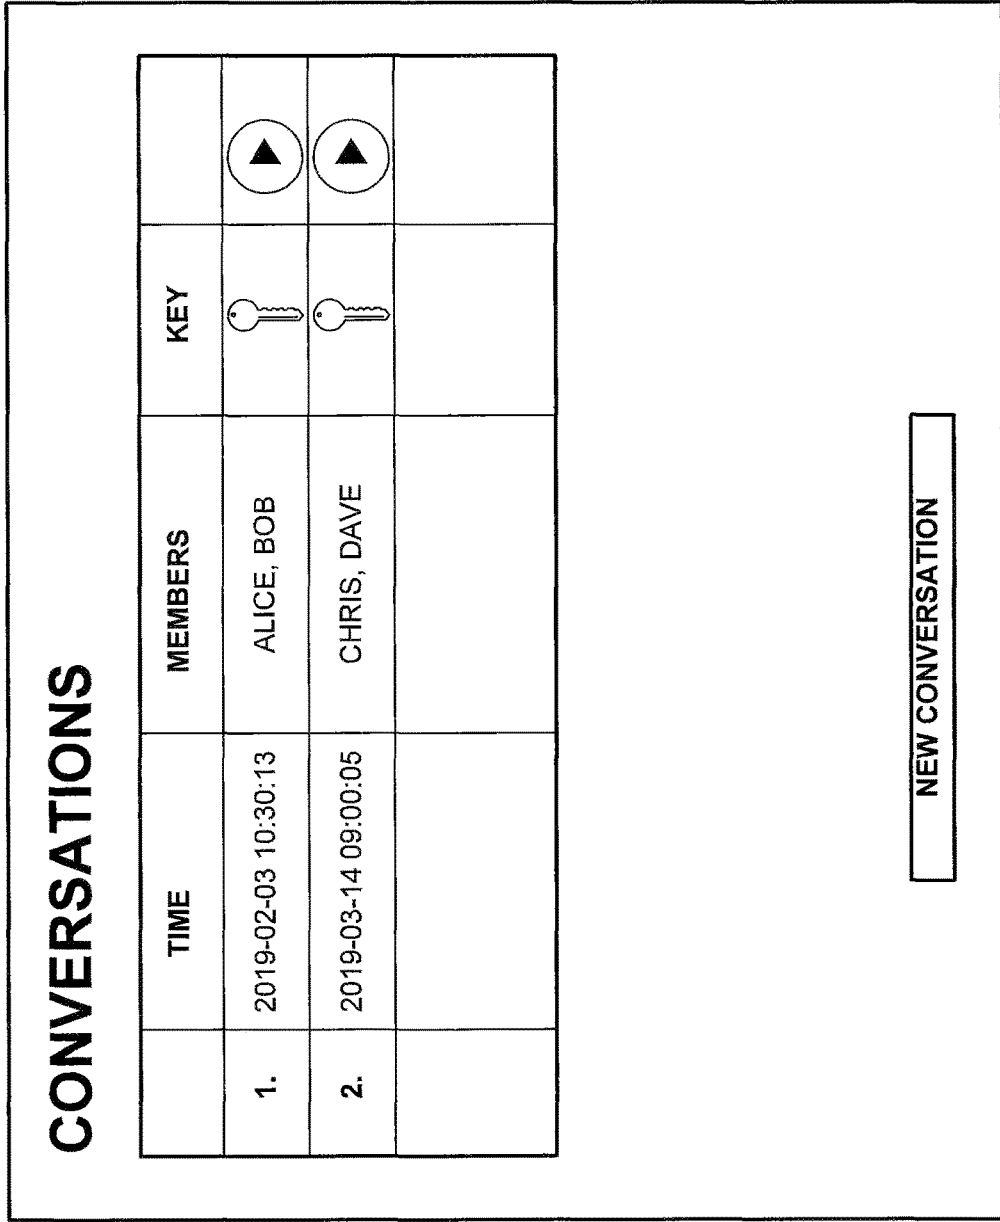 CONVERSATIONS
TIME MEMBERS KEY
1. 2019-02-03 10:30:13 ALICE, BOB
2. 2019-03-14 09:00:05 CHRIS, DAVE
NEW CONVERSATION